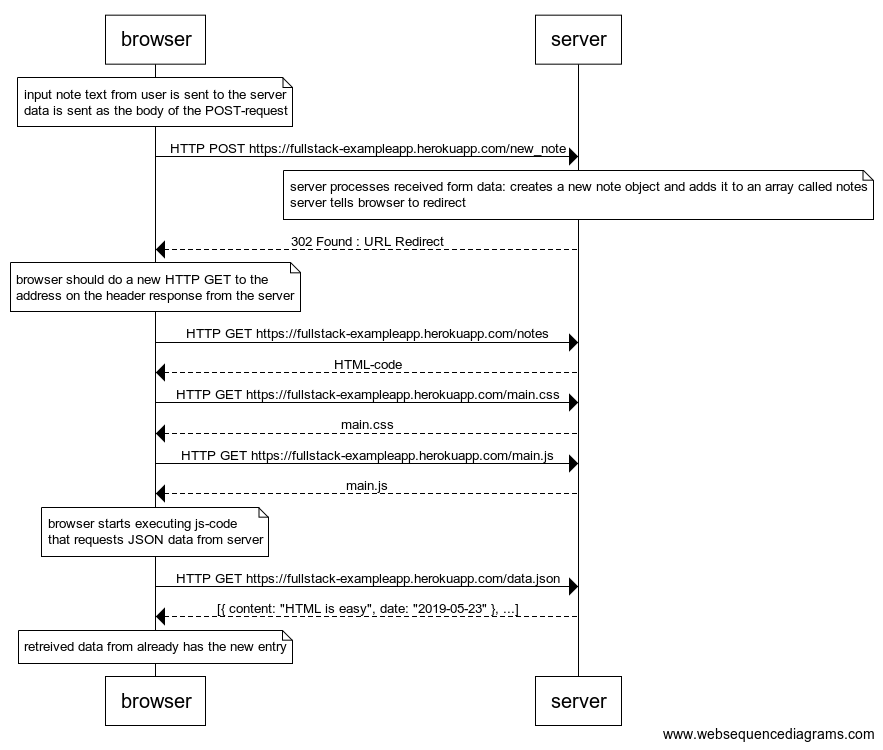 browser
server
input note text from user is sent to the server
data is sent as the body of the POST-request
HTTP POST https://fullstack-exampleapp.herokuapp.com/new_note
server processes received form data: creates a new note object and adds it to an array called notes
server tells browser to redirect
302 Found : URL Redirect
browser should do a new HTTP GET to the
address on the header response from the server
HTTP GET https://fullstack-exampleapp.herokuapp.com/notes
HTML-code
HTTP GET https://fullstack-exampleapp.herokuapp.com/main.css
main.css
HTTP GET https://fullstack-exampleapp.herokuapp.com/main.js
main.js
browser starts executing js-code
that requests JSON data from server
HTTP GET https://fullstack-exampleapp.herokuapp.com/data.json
[{ content: "HTML is easy", date: "2019-05-23" }, ...]
retreived data from already has the new entry
browser
server
www.websequencediagrams.com